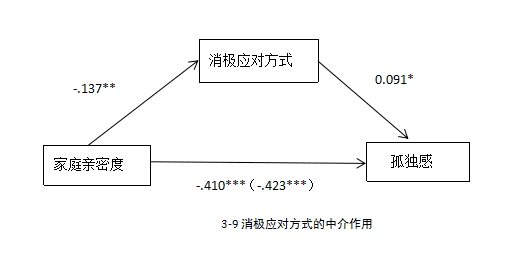 消极应对方式
-.137**
0.091*
家庭亲密度
孤独感
-.410***（-.423***）
3-9 消极应对方式的中介作用